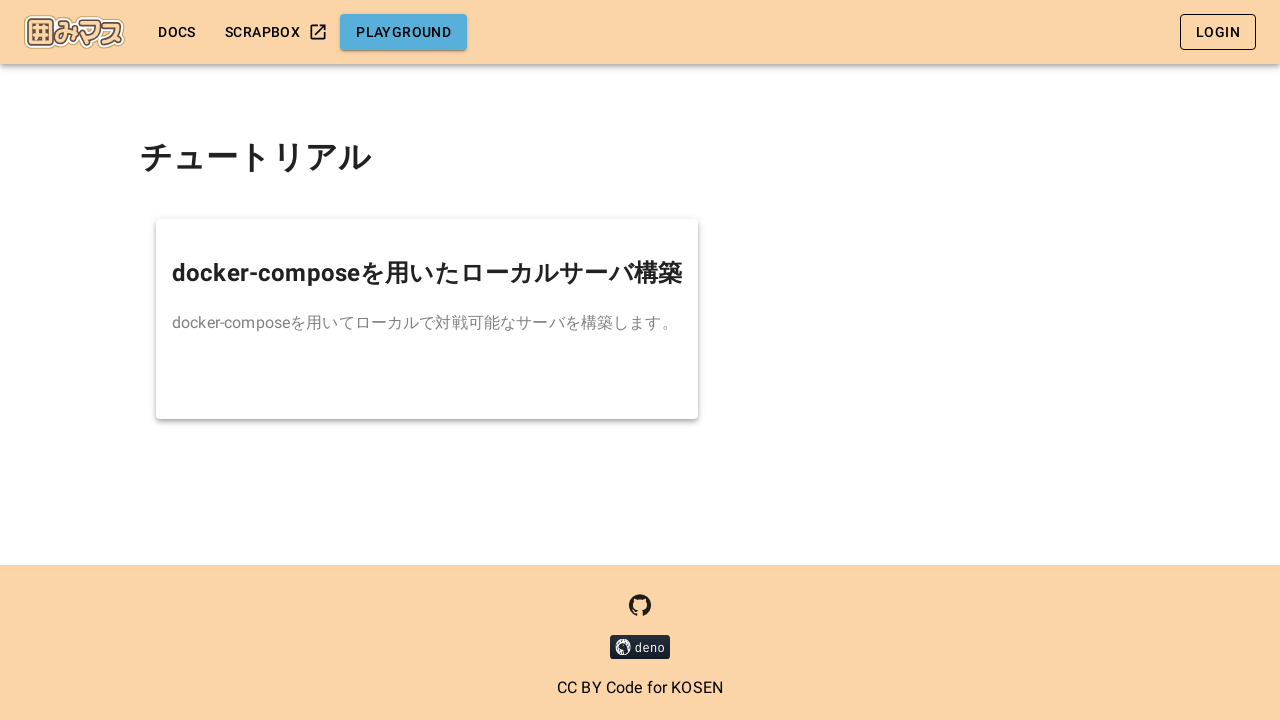 囲みマス
DOCS
SCRAPBOX
PLAYGROUND
LOGIN
チュートリアル
docker-composeを用いたローカルサーバ構築
docker-composeを用いてローカルで対戦可能なサーバを構築します。
deno
CC BY Code for KOSEN